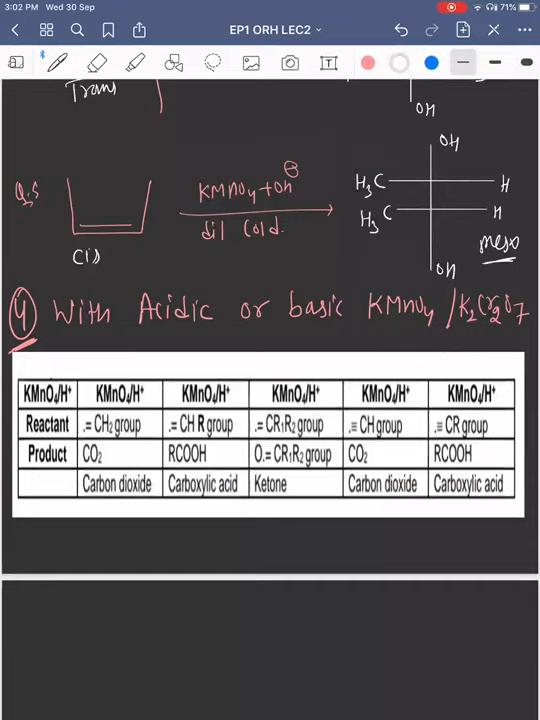 3:02 PM Wed 30 Sep 71%
EP1 ORH LEC2
T
Trans
OH
OH
Q.5
KMnO4 + OH⊖
H3C H
dil Cold.
H3C H
(is
meso
OH
4 With Acidic or basic KMnO4 /K2Cr2O7
KMnO4/H+ KMnO4/H+ KMnO4/H+ KMnO4/H+ KMnO4/H+ KMnO4/H+
Reactant .= CH2 group .= CH R group .= CR1R2 group .≡ CH group .≡ CR group
Product CO2 RCOOH O.= CR1R2 group CO2 RCOOH
Carbon dioxide Carboxylic acid Ketone Carbon dioxide Carboxylic acid